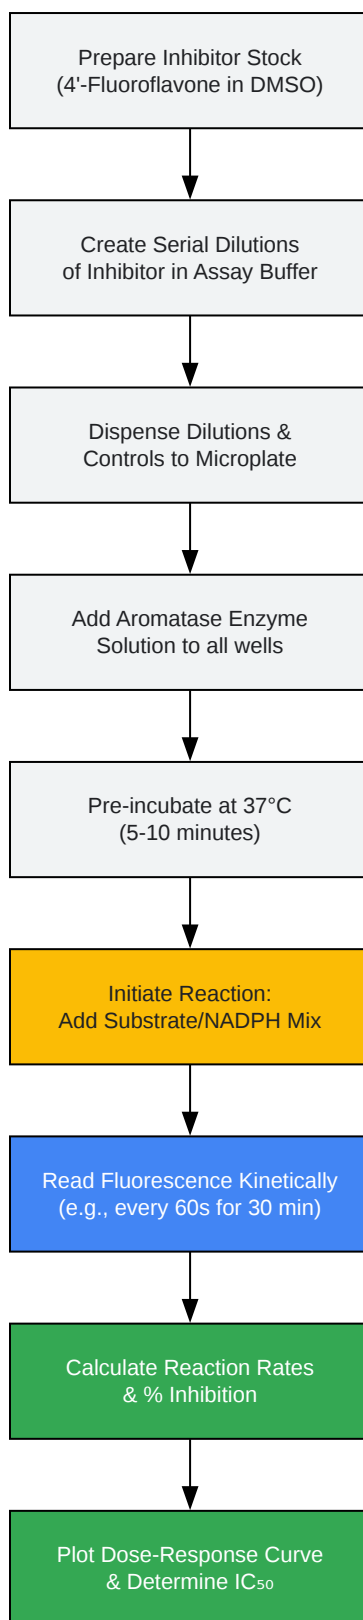 Prepare Inhibitor Stock
(4'-Fluoroflavone in DMSO)
Create Serial Dilutions
of Inhibitor in Assay Buffer
Dispense Dilutions &
Controls to Microplate
Add Aromatase Enzyme
Solution to all wells
Pre-incubate at 37°C
(5-10 minutes)
Initiate Reaction:
Add Substrate/NADPH Mix
Read Fluorescence Kinetically
(e.g., every 60s for 30 min)
Calculate Reaction Rates
& % Inhibition
Plot Dose-Response Curve
& Determine IC₅₀